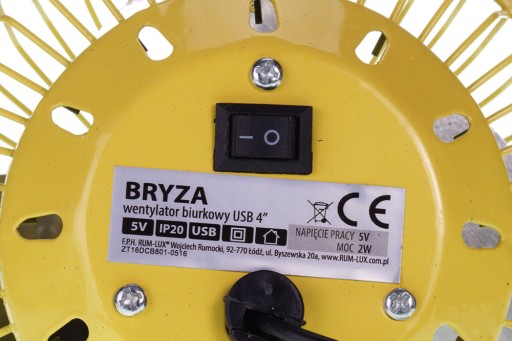 I O
BRYZA
wentylator biurkowy USB 4”
5V IP20 USB
NAPIĘCIE PRACY 5V
MOC 2W
F.P.H. RUM-LUX® Wojciech Rumocki, 92-770 Łódź, ul. Byszewska 20a, www.RUM-LUX.com.pl
ZT16DCB801-0516
CE